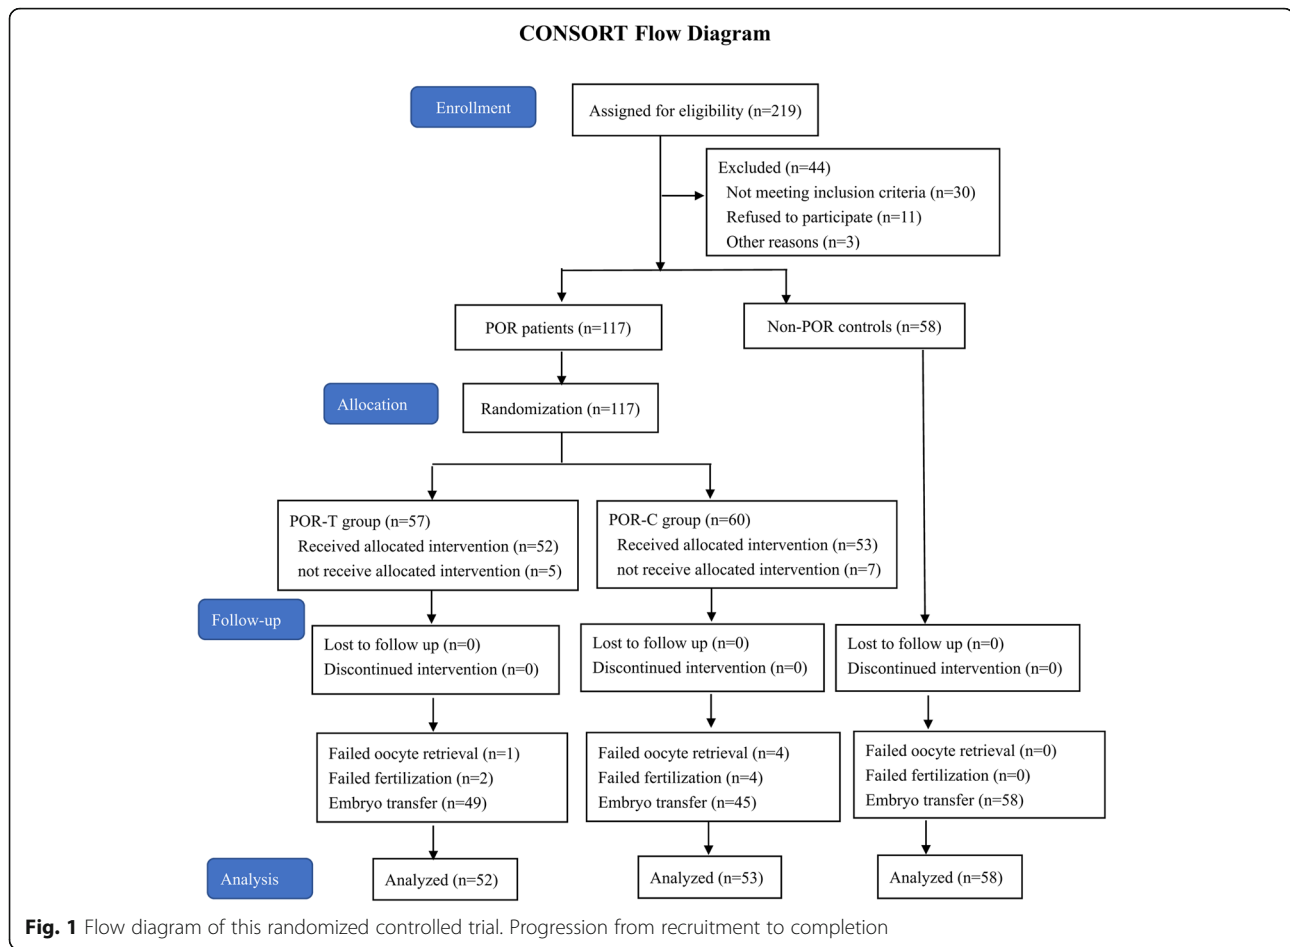 CONSORT Flow Diagram
Enrollment
Assigned for eligibility (n=219)
Excluded (n=44)
Not meeting inclusion criteria (n=30)
Refused to participate (n=11)
Other reasons (n=3)
POR patients (n=117)
Non-POR controls (n=58)
Allocation
Randomization (n=117)
POR-T group (n=57)
Received allocated intervention (n=52)
not receive allocated intervention (n=5)
POR-C group (n=60)
Received allocated intervention (n=53)
not receive allocated intervention (n=7)
Follow-up
Lost to follow up (n=0)
Discontinued intervention (n=0)
Lost to follow up (n=0)
Discontinued intervention (n=0)
Lost to follow up (n=0)
Discontinued intervention (n=0)
Failed oocyte retrieval (n=1)
Failed fertilization (n=2)
Embryo transfer (n=49)
Failed oocyte retrieval (n=4)
Failed fertilization (n=4)
Embryo transfer (n=45)
Failed oocyte retrieval (n=0)
Failed fertilization (n=0)
Embryo transfer (n=58)
Analysis
Analyzed (n=52)
Analyzed (n=53)
Analyzed (n=58)
Fig. 1 Flow diagram of this randomized controlled trial. Progression from recruitment to completion